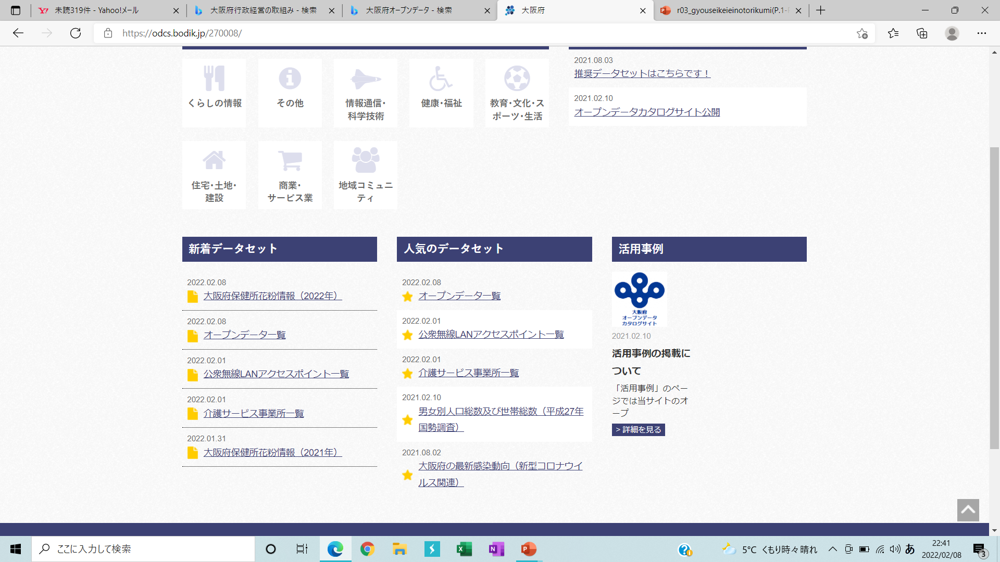 未読319件 - Yahoo!メール
大阪府行政経営の取組み - 検索
大阪府オープンデータ - 検索
大阪府
r03_gyouseikeieinotorikumi(P.1-
https://odcs.bodik.jp/270008/
くらしの情報
その他
情報通信・
科学技術
健康・福祉
教育・文化・ス
ポーツ・生活
住宅・土地・
建設
商業・
サービス業
地域コミュニ
ティ
2021.08.03
推奨データセットはこちらです！
2021.02.10
オープンデータカタログサイト公開
新着データセット
2022.02.08
大阪府保健所花粉情報（2022年）
2022.02.08
オープンデータ一覧
2022.02.01
公衆無線LANアクセスポイント一覧
2022.02.01
介護サービス事業所一覧
2022.01.31
大阪府保健所花粉情報（2021年）
人気のデータセット
2022.02.08
オープンデータ一覧
2022.02.01
公衆無線LANアクセスポイント一覧
2022.02.01
介護サービス事業所一覧
2021.02.10
男女別人口総数及び世帯総数（平成27年
国勢調査）
2021.08.02
大阪府の最新感染動向（新型コロナウイ
ルス関連）
活用事例
大阪府
オープンデータ
カタログサイト
2021.02.10
活用事例の掲載に
ついて
「活用事例」のペー
ジでは当サイトのオ
ープ
> 詳細を見る
ここに入力して検索
5°C くもり時々晴れ
あ
22:41
2022/02/08
3